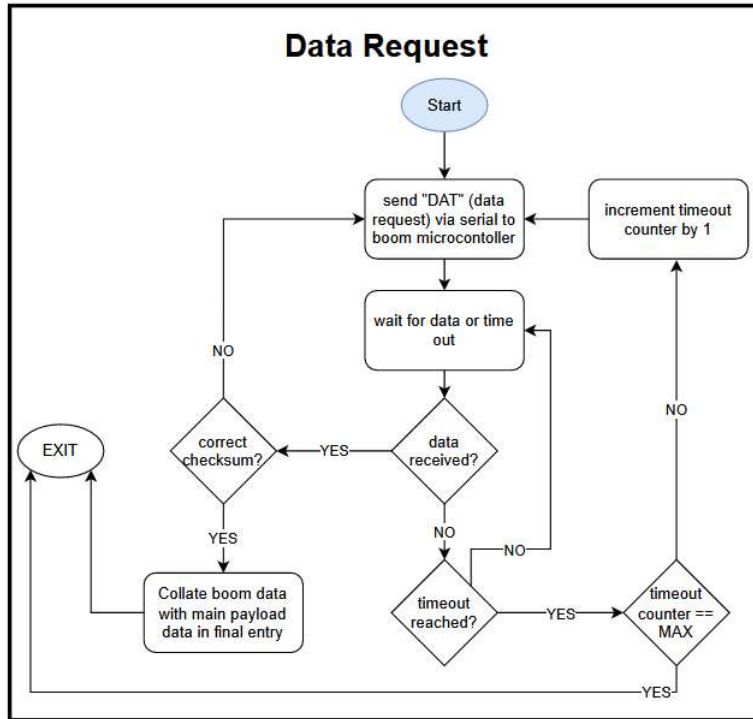 Data Request
Start
send "DAT" (data
request) via serial to
boom microcontoller
increment timeout
counter by 1
wait for data or time
out
NO
NO
EXIT
correct
checksum?
YES
data
received?
YES
NO
NO
Collate boom data
with main payload
data in final entry
timeout
reached?
YES
timeout
counter ==
MAX
YES